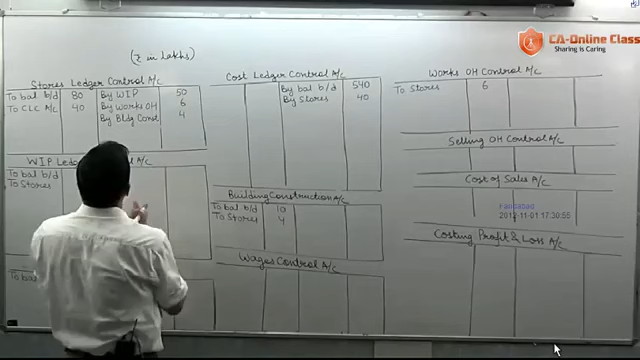 CA-Online Class
Sharing is Caring
(₹ in lakhs)
Stores Ledger Control A/c
To bal b/d 80 By WIP 50
To CLC A/c 40 By Works OH 6
By Bldg Const 4
WIP Led A/c
To bal b/d
To Stores
To bal
Cost Ledger Control A/c
By bal b/d 540
By Stores 40
Building Construction A/c
To bal b/d 10
To Stores 4
Wages Control A/c
Works OH Control A/c
To Stores 6
Selling OH Control A/c
Cost of Sales A/c
Faridabad
2013-11-01 17:30:55
Costing Profit & Loss A/c